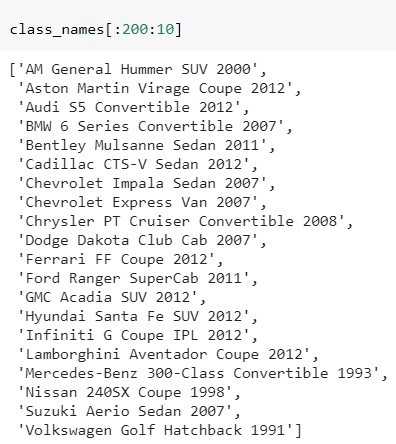 class_names[:200:10]
['AM General Hummer SUV 2000',
'Aston Martin Virage Coupe 2012',
'Audi S5 Convertible 2012',
'BMW 6 Series Convertible 2007',
'Bentley Mulsanne Sedan 2011',
'Cadillac CTS-V Sedan 2012',
'Chevrolet Impala Sedan 2007',
'Chevrolet Express Van 2007',
'Chrysler PT Cruiser Convertible 2008',
'Dodge Dakota Club Cab 2007',
'Ferrari FF Coupe 2012',
'Ford Ranger SuperCab 2011',
'GMC Acadia SUV 2012',
'Hyundai Santa Fe SUV 2012',
'Infiniti G Coupe IPL 2012',
'Lamborghini Aventador Coupe 2012',
'Mercedes-Benz 300-Class Convertible 1993',
'Nissan 240SX Coupe 1998',
'Suzuki Aerio Sedan 2007',
'Volkswagen Golf Hatchback 1991']